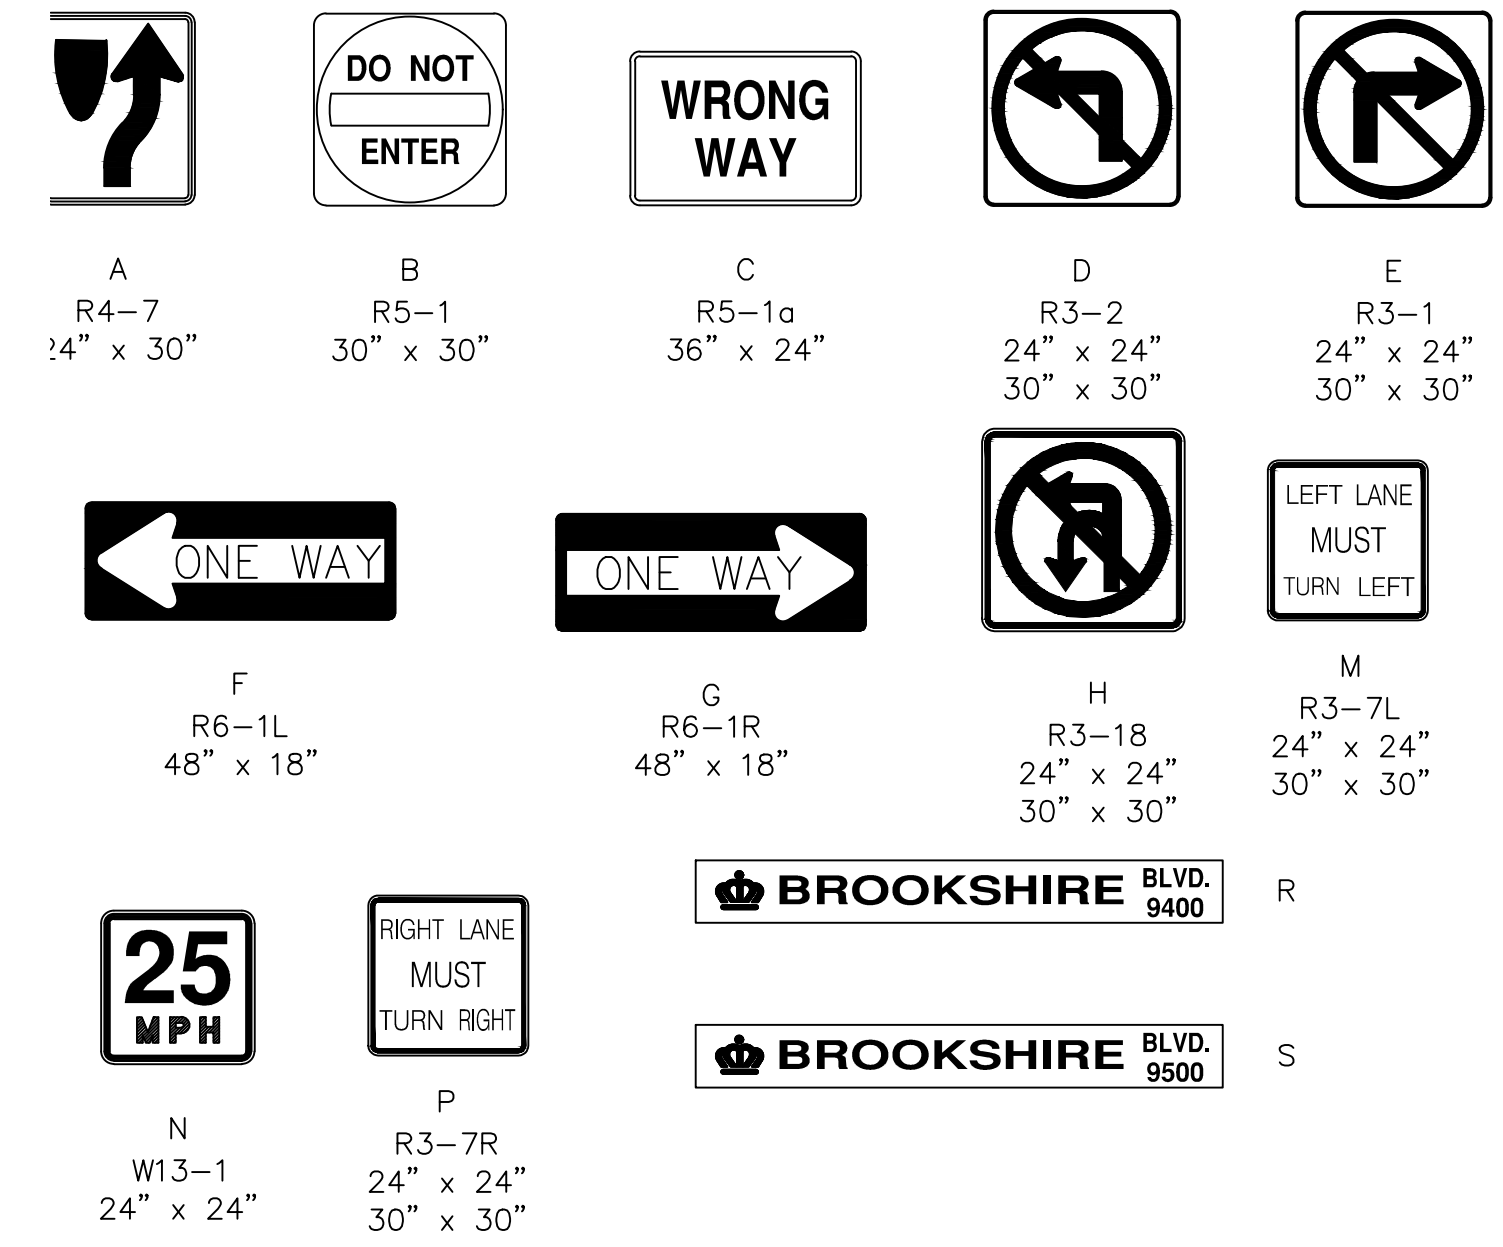 DO NOT
ENTER
WRONG
WAY
A
R4-7
24” x 30”
B
R5-1
30” x 30”
C
R5-1a
36” x 24”
D
R3-2
24” x 24”
30” x 30”
E
R3-1
24” x 24”
30” x 30”
ONE WAY
F
R6-1L
48” x 18”
ONE WAY
G
R6-1R
48” x 18”
H
R3-18
24” x 24”
30” x 30”
LEFT LANE
MUST
TURN LEFT
M
R3-7L
24” x 24”
30” x 30”
25
MPH
N
W13-1
24” x 24”
RIGHT LANE
MUST
TURN RIGHT
P
R3-7R
24” x 24”
30” x 30”
BROOKSHIRE BLVD.
9400
R
BROOKSHIRE BLVD.
9500
S